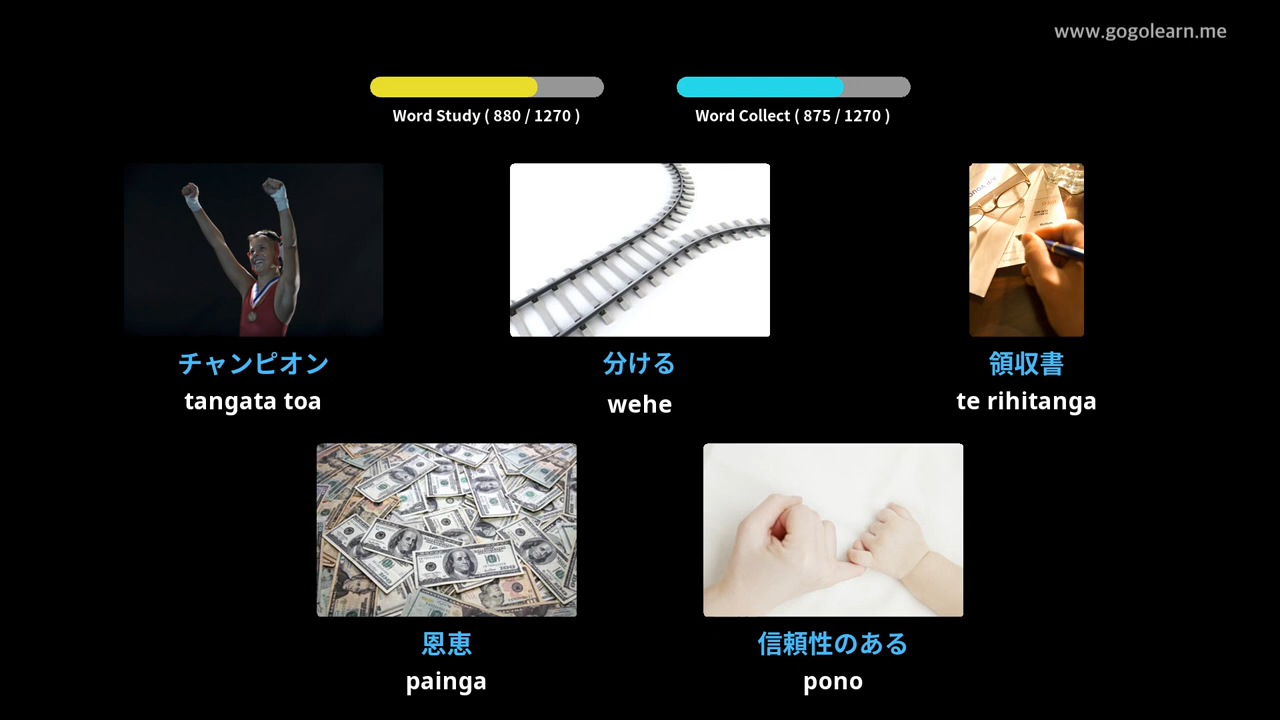 www.gogolearn.me
Word Study ( 880 / 1270 )
Word Collect ( 875 / 1270 )
チャンピオン
tangata toa
分ける
wehe
領収書
te rihitanga
恩恵
painga
信頼性のある
pono